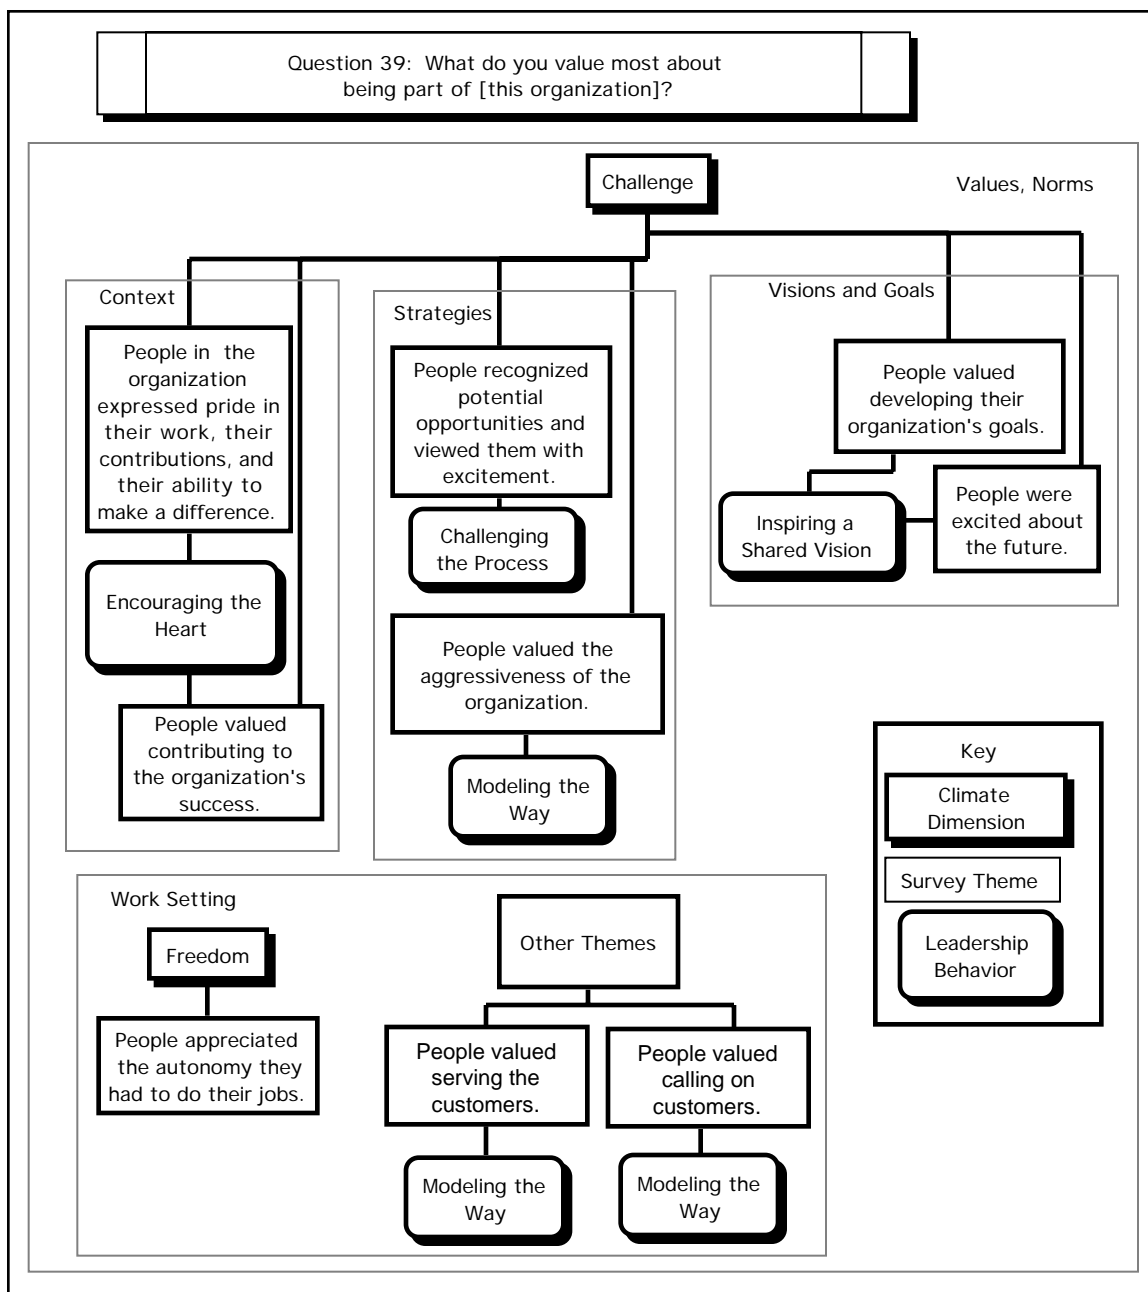 Question 39:  What do you value most about
being part of [this organization]?
Challenge
Values, Norms
Context
People in  the
organization
expressed pride in
their work, their
contributions, and
their ability to
make a difference.
Encouraging the
Heart
People valued
contributing to
the organization's
success.
Strategies
People recognized
potential
opportunities and
viewed them with
excitement.
Challenging
the Process
People valued the
aggressiveness of the
organization.
Modeling the
Way
Visions and Goals
People valued
developing their
organization's goals.
Inspiring a
Shared Vision
People were
excited about
the future.
Key
Climate
Dimension
Survey Theme
Leadership
Behavior
Work Setting
Freedom
People appreciated
the autonomy they
had to do their jobs.
Other Themes
People valued
serving the
customers.
Modeling the
Way
People valued
calling on
customers.
Modeling the
Way